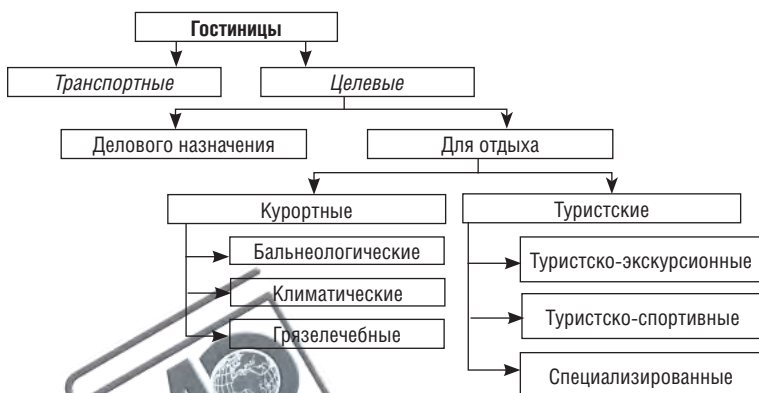 Гостиницы
Транспортные
Целевые
Делового назначения
Для отдыха
Курортные
Туристские
Бальнеологические
Климатические
Грязелечебные
Туристско-экскурсионные
Туристско-спортивные
Специализированные